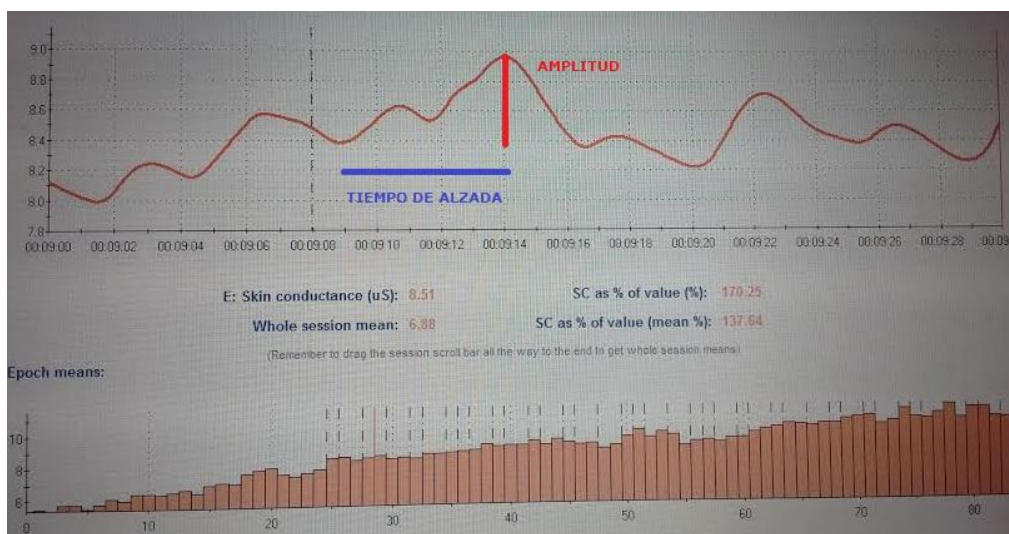 9.0
AMPLITUD
8.8
8.6
8.4
8.2
TIEMPO DE ALZADA
8.0
7.8
00:09:00 00:09:02 00:09:04 00:09:06 00:09:08 00:09:10 00:09:12 00:09:14 00:09:16 00:09:18 00:09:20 00:09:22 00:09:24 00:09:26 00:09:28 00:09
E: Skin conductance (uS): 8.51 SC as % of value (%): 170.25
Whole session mean: 6.88 SC as % of value (mean %): 137.64
(Remember to drag the session scroll bar all the way to the end to get whole session means)
Epoch means:
10
8
6
0 10 20 30 40 50 60 70 80